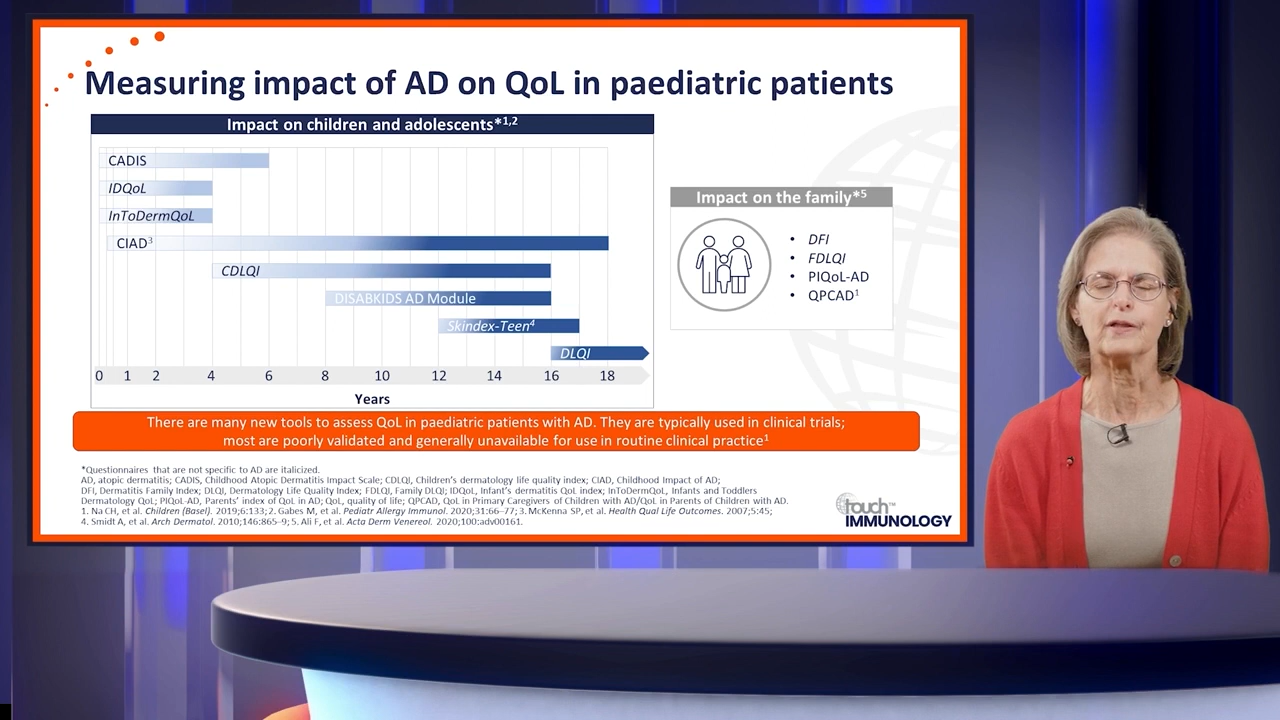 Measuring impact of AD on QoL in paediatric patients
Impact on children and adolescents*1,2
CADIS
IDQoL
InToDermQoL
CIAD3
CDLQI
DISABKIDS AD Module
Skindex-Teen4
DLQI
0 1 2 4 6 8 10 12 14 16 18
Years
Impact on the family*5
• DFI
• FDLQI
• PIQoL-AD
• QPCAD1
There are many new tools to assess QoL in paediatric patients with AD. They are typically used in clinical trials;
most are poorly validated and generally unavailable for use in routine clinical practice1
*Questionnaires that are not specific to AD are italicized.
AD, atopic dermatitis; CADIS, Childhood Atopic Dermatitis Impact Scale; CDLQI, Children's dermatology life quality index; CIAD, Childhood Impact of AD;
DFI, Dermatitis Family Index; DLQI, Dermatology Life Quality Index; FDLQI, Family DLQI; IDQoL, Infant's dermatitis QoL index; InToDermQoL, Infants and Toddlers
Dermatology QoL; PIQoL-AD, Parents' index of QoL in AD; QoL, quality of life; QPCAD, QoL in Primary Caregivers of Children with AD/QoL in Parents of Children with AD.
1. Na CH, et al. Children (Basel). 2019;6:133; 2. Gabes M, et al. Pediatr Allergy Immunol. 2020;31:66–77; 3. McKenna SP, et al. Health Qual Life Outcomes. 2007;5:45;
4. Smidt A, et al. Arch Dermatol. 2010;146:865–9; 5. Ali F, et al. Acta Derm Venereol. 2020;100:adv00161.
touch™
IMMUNOLOGY